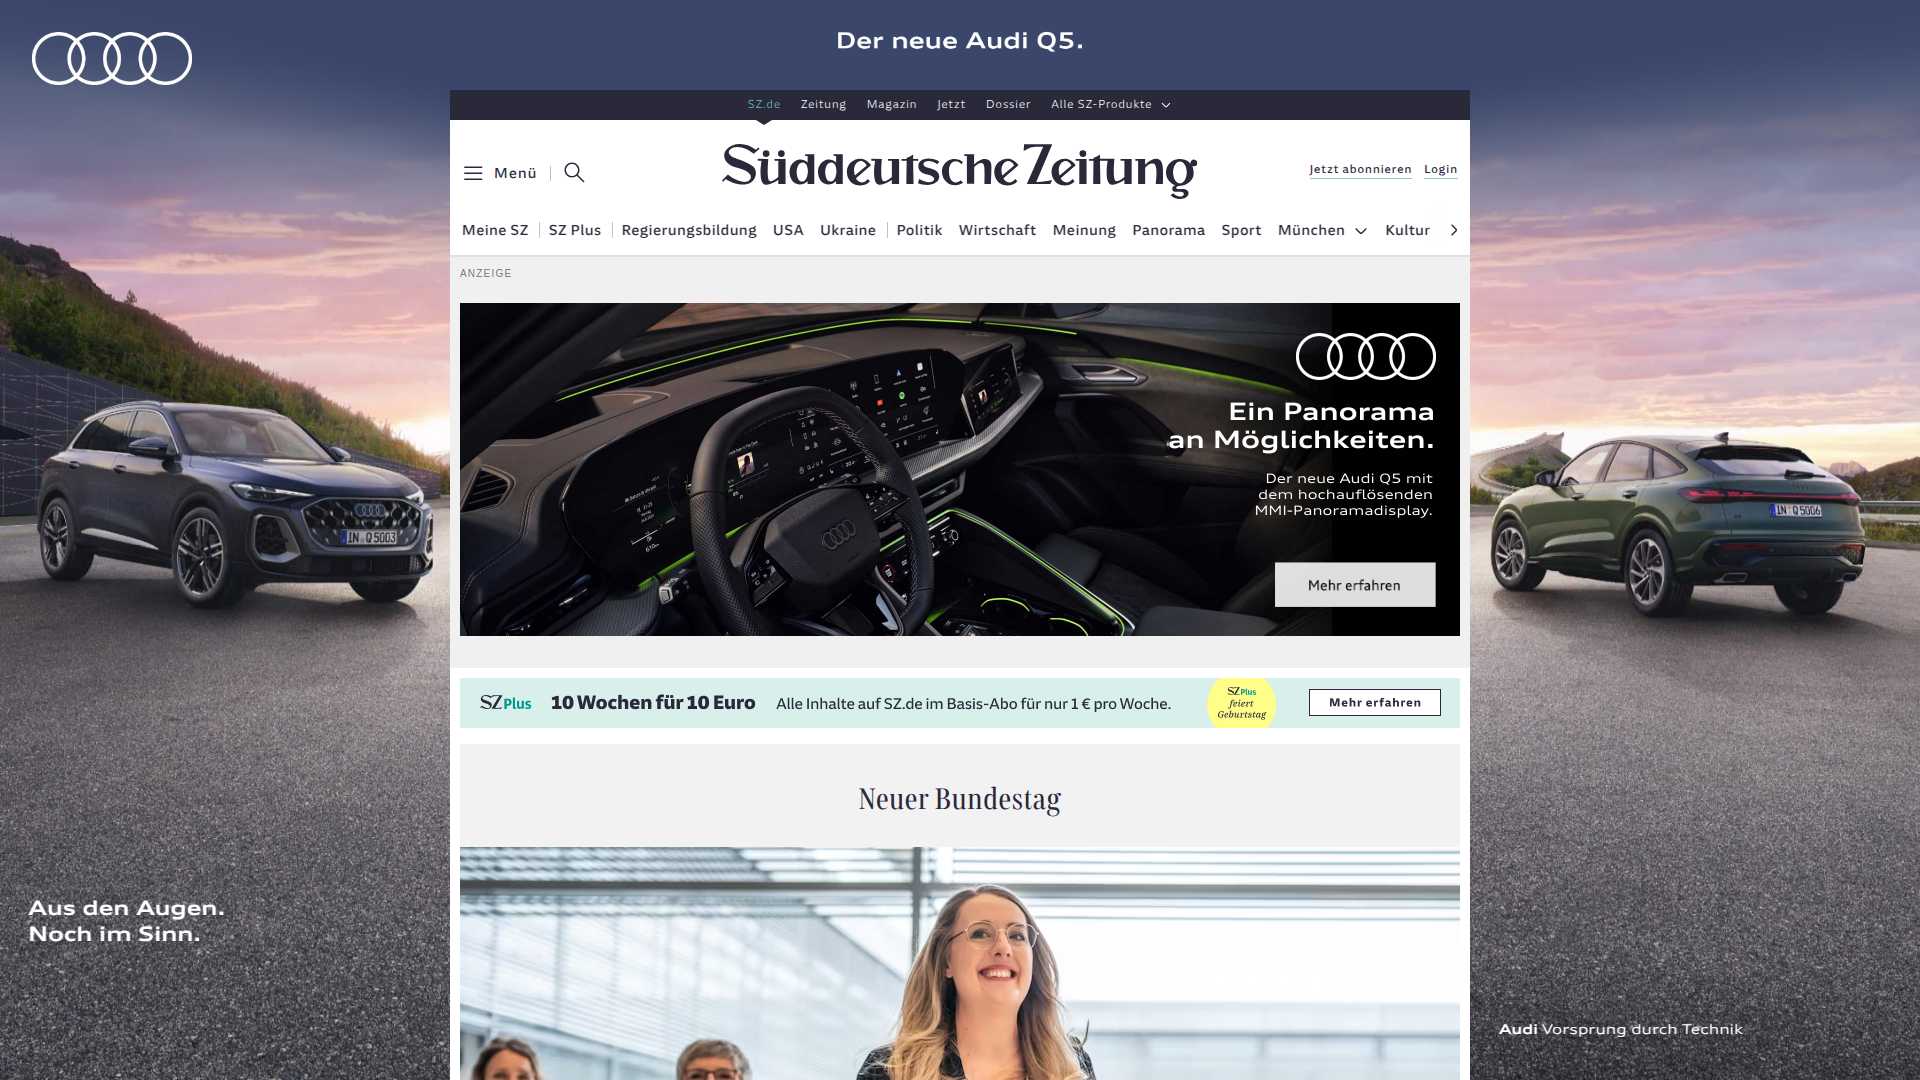 Der neue Audi Q5.
SZ.de Zeitung Magazin Jetzt Dossier Alle SZ-Produkte
Menü
Süddeutsche Zeitung
Jetzt abonnieren Login
Meine SZ SZ Plus Regierungsbildung USA Ukraine Politik Wirtschaft Meinung Panorama Sport München Kultur
ANZEIGE
Ein Panorama
an Möglichkeiten.
Der neue Audi Q5 mit
dem hochauflösenden
MMI-Panoramadisplay.
Mehr erfahren
IN Q 5003
IN Q 5006
SZ Plus 10 Wochen für 10 Euro Alle Inhalte auf SZ.de im Basis-Abo für nur 1 € pro Woche.
SZ Plus
feiert
Geburtstag
Mehr erfahren
Neuer Bundestag
Aus den Augen.
Noch im Sinn.
Audi Vorsprung durch Technik